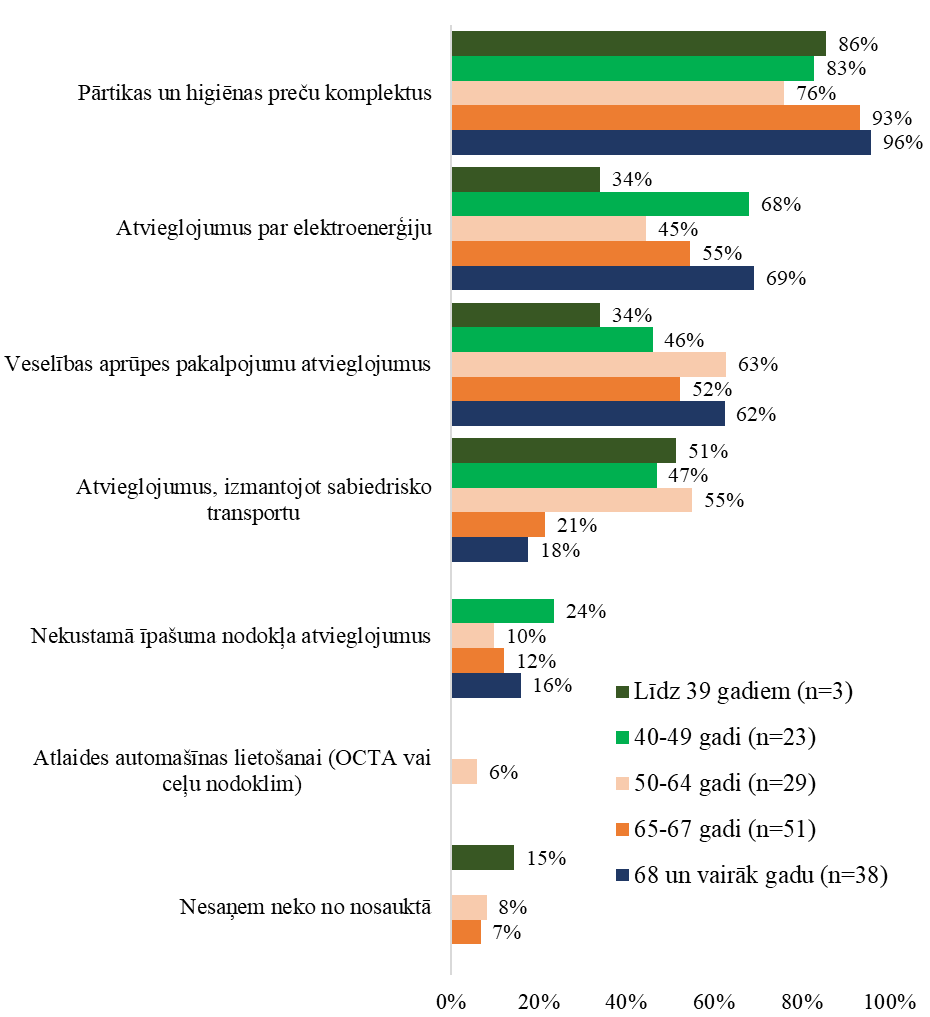 Pārtikas un higiēnas preču komplektus
86%
83%
76%
93%
96%
Atvieglojumus par elektroenerģiju
34%
68%
45%
55%
69%
Veselības aprūpes pakalpojumu atvieglojumus
34%
46%
63%
52%
62%
Atvieglojumus, izmantojot sabiedrisko
transportu
51%
47%
55%
21%
18%
Nekustamā īpašuma nodokļa atvieglojumus
24%
10%
12%
16%
Atlaides automašīnas lietošanai (OCTA vai
ceļu nodoklim)
6%
Nesaņem neko no nosauktā
15%
8%
7%
Līdz 39 gadiem (n=3)
40-49 gadi (n=23)
50-64 gadi (n=29)
65-67 gadi (n=51)
68 un vairāk gadu (n=38)
0% 20% 40% 60% 80% 100%